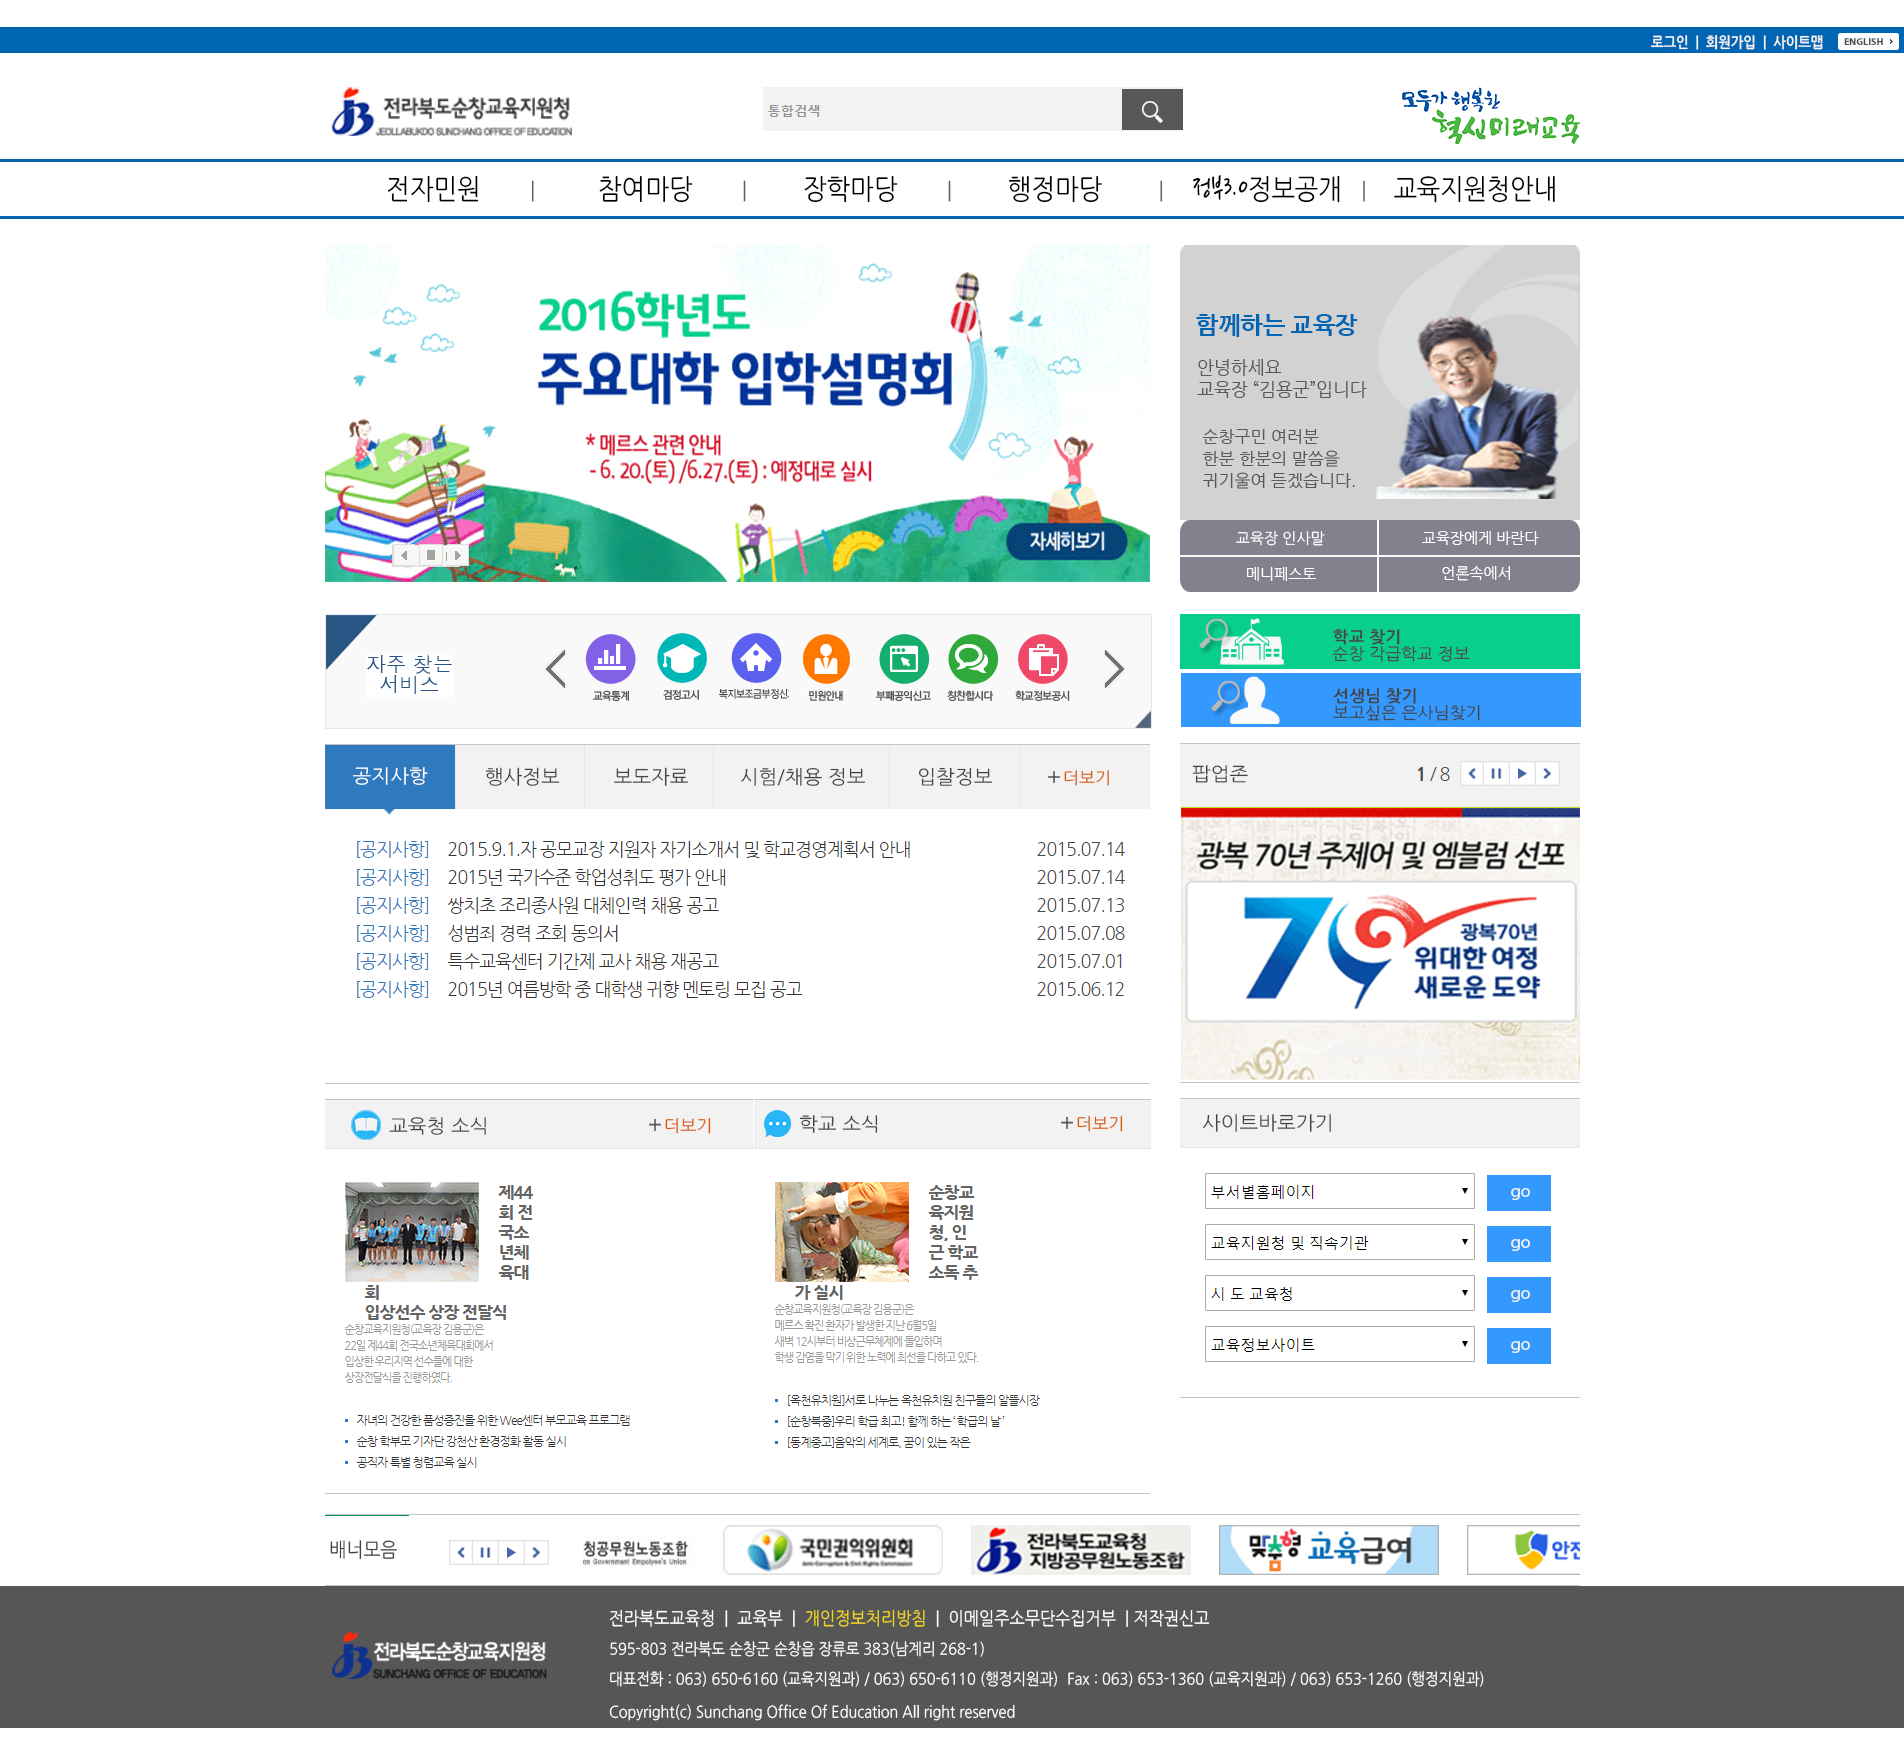 로그인 | 회원가입 | 사이트맵 ENGLISH
전라북도순창교육지원청
JEOLLABUKDO SUNCHANG OFFICE OF EDUCATION
통합검색
모두가 행복한
혁신미래교육
전자민원 | 참여마당 | 장학마당 | 행정마당 | 정부3.0정보공개 | 교육지원청안내
2016학년도
주요대학 입학설명회
* 메르스 관련 안내
- 6. 20.(토) /6.27.(토) : 예정대로 실시
자세히보기
함께하는 교육장
안녕하세요
교육장 “김용군”입니다
순창구민 여러분
한분 한분의 말씀을
귀기울여 듣겠습니다.
교육장 인사말 교육장에게 바란다
메니페스토 언론속에서
자주 찾는
서비스
교육통계 검정고시 복지보조금부정신 민원안내 부패공익신고 칭찬합시다 학교정보공시
학교 찾기
순창 각급학교 정보
선생님 찾기
보고싶은 은사님찾기
공지사항 행사정보 보도자료 시험/채용 정보 입찰정보 +더보기
[공지사항] 2015.9.1.자 공모교장 지원자 자기소개서 및 학교경영계획서 안내 2015.07.14
[공지사항] 2015년 국가수준 학업성취도 평가 안내 2015.07.14
[공지사항] 쌍치초 조리종사원 대체인력 채용 공고 2015.07.13
[공지사항] 성범죄 경력 조회 동의서 2015.07.08
[공지사항] 특수교육센터 기간제 교사 채용 재공고 2015.07.01
[공지사항] 2015년 여름방학 중 대학생 귀향 멘토링 모집 공고 2015.06.12
팝업존 1 / 8
광복 70년 주제어 및 엠블럼 선포
70
광복70년
위대한 여정
새로운 도약
교육청 소식 +더보기
제44
회 전
국소
년체
육대
회
입상선수 상장 전달식
순창교육지원청(교육장 김용군)은
22일 제44회 전국소년체육대회에서
입상한 우리지역 선수들에 대한
상장전달식을 진행하였다.
자녀의 건강한 품성증진을 위한 Wee센터 부모교육 프로그램
순창 학부모 기자단 강천산 환경정화 활동 실시
공직자 특별 청렴교육 실시
학교 소식 +더보기
순창교
육지원
청, 인
근 학교
소독 추
가 실시
순창교육지원청(교육장 김용군)은
메르스 확진 환자가 발생한 지난 6월5일
새벽 12시부터 비상근무체제에 돌입하며
학생 감염을 막기 위한 노력에 최선을 다하고 있다.
[옥천유치원]서로 나누는 옥천유치원 친구들의 알뜰시장
[순창북중]우리 학급 최고! 함께 하는 ‘학급의 날’
[동계중고]음악의 세계로, 꿈이 있는 작은
사이트바로가기
부서별홈페이지 go
교육지원청 및 직속기관 go
시 도 교육청 go
교육정보사이트 go
배너모음
청공무원노동조합
on Government Empolyee's Union
국민권익위원회
Anti-Corruption & Civil Rights Commission
전라북도교육청
지방공무원노동조합
맞춤형 교육급여
안전
전라북도순창교육지원청
SUNCHANG OFFICE OF EDUCATION
전라북도교육청 | 교육부 | 개인정보처리방침 | 이메일주소무단수집거부 | 저작권신고
595-803 전라북도 순창군 순창읍 장류로 383(남계리 268-1)
대표전화 : 063) 650-6160 (교육지원과) / 063) 650-6110 (행정지원과) Fax : 063) 653-1360 (교육지원과) / 063) 653-1260 (행정지원과)
Copyright(c) Sunchang Office Of Education All right reserved